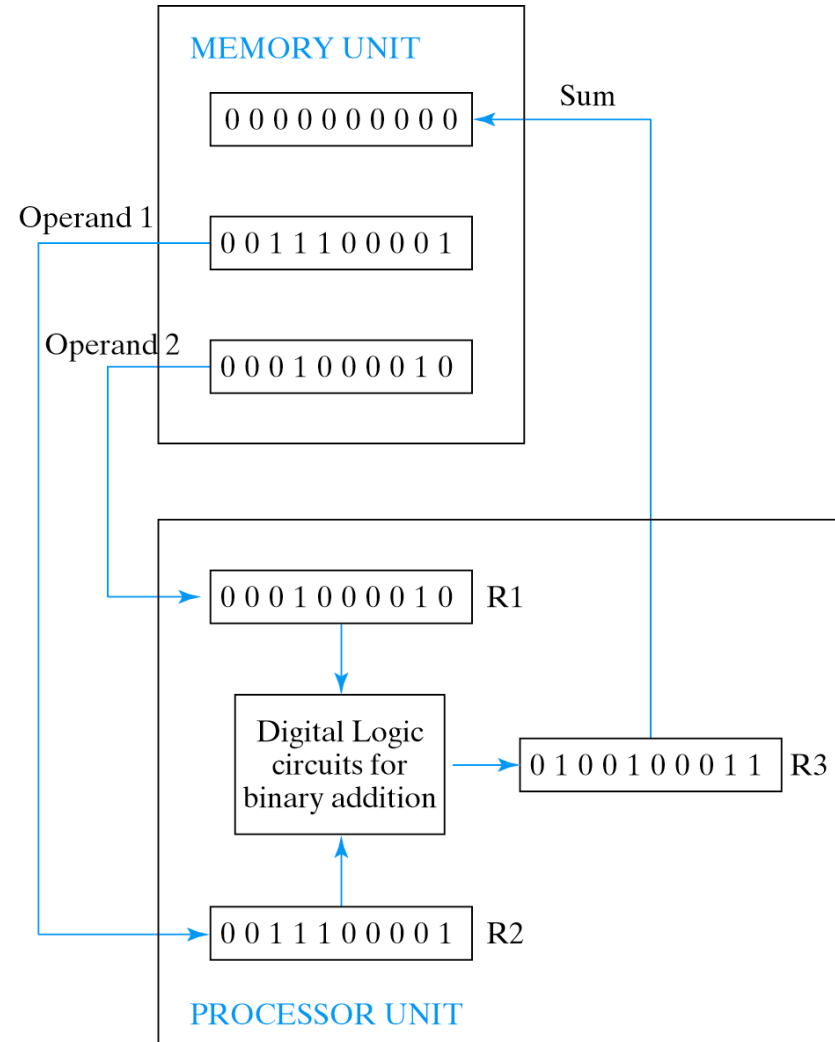 MEMORY UNIT
Sum
0 0 0 0 0 0 0 0 0 0
Operand 1
0 0 1 1 1 0 0 0 0 1
Operand 2
0 0 0 1 0 0 0 0 1 0
0 0 0 1 0 0 0 0 1 0 R1
Digital Logic
circuits for
binary addition
0 1 0 0 1 0 0 0 1 1 R3
0 0 1 1 1 0 0 0 0 1 R2
PROCESSOR UNIT